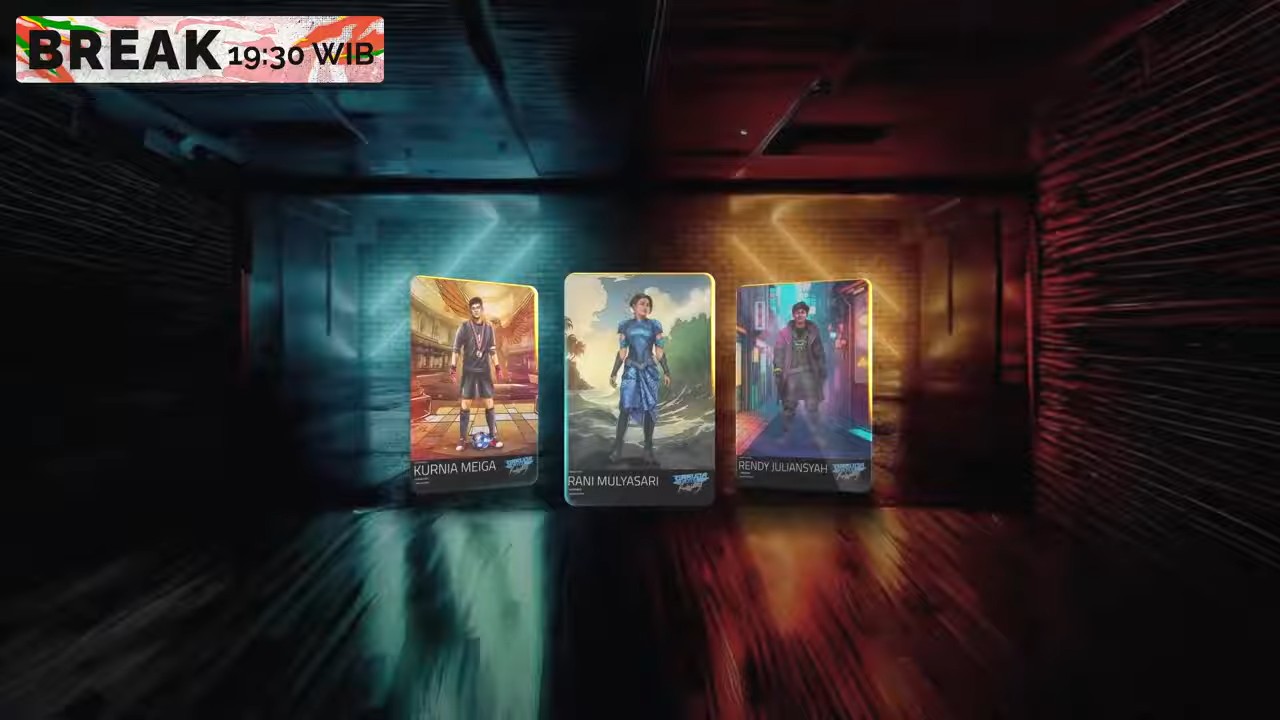 BREAK 19:30 WIB
KURNIA MEIGA
RANI MULYASARI
RENDY JULIANSYAH